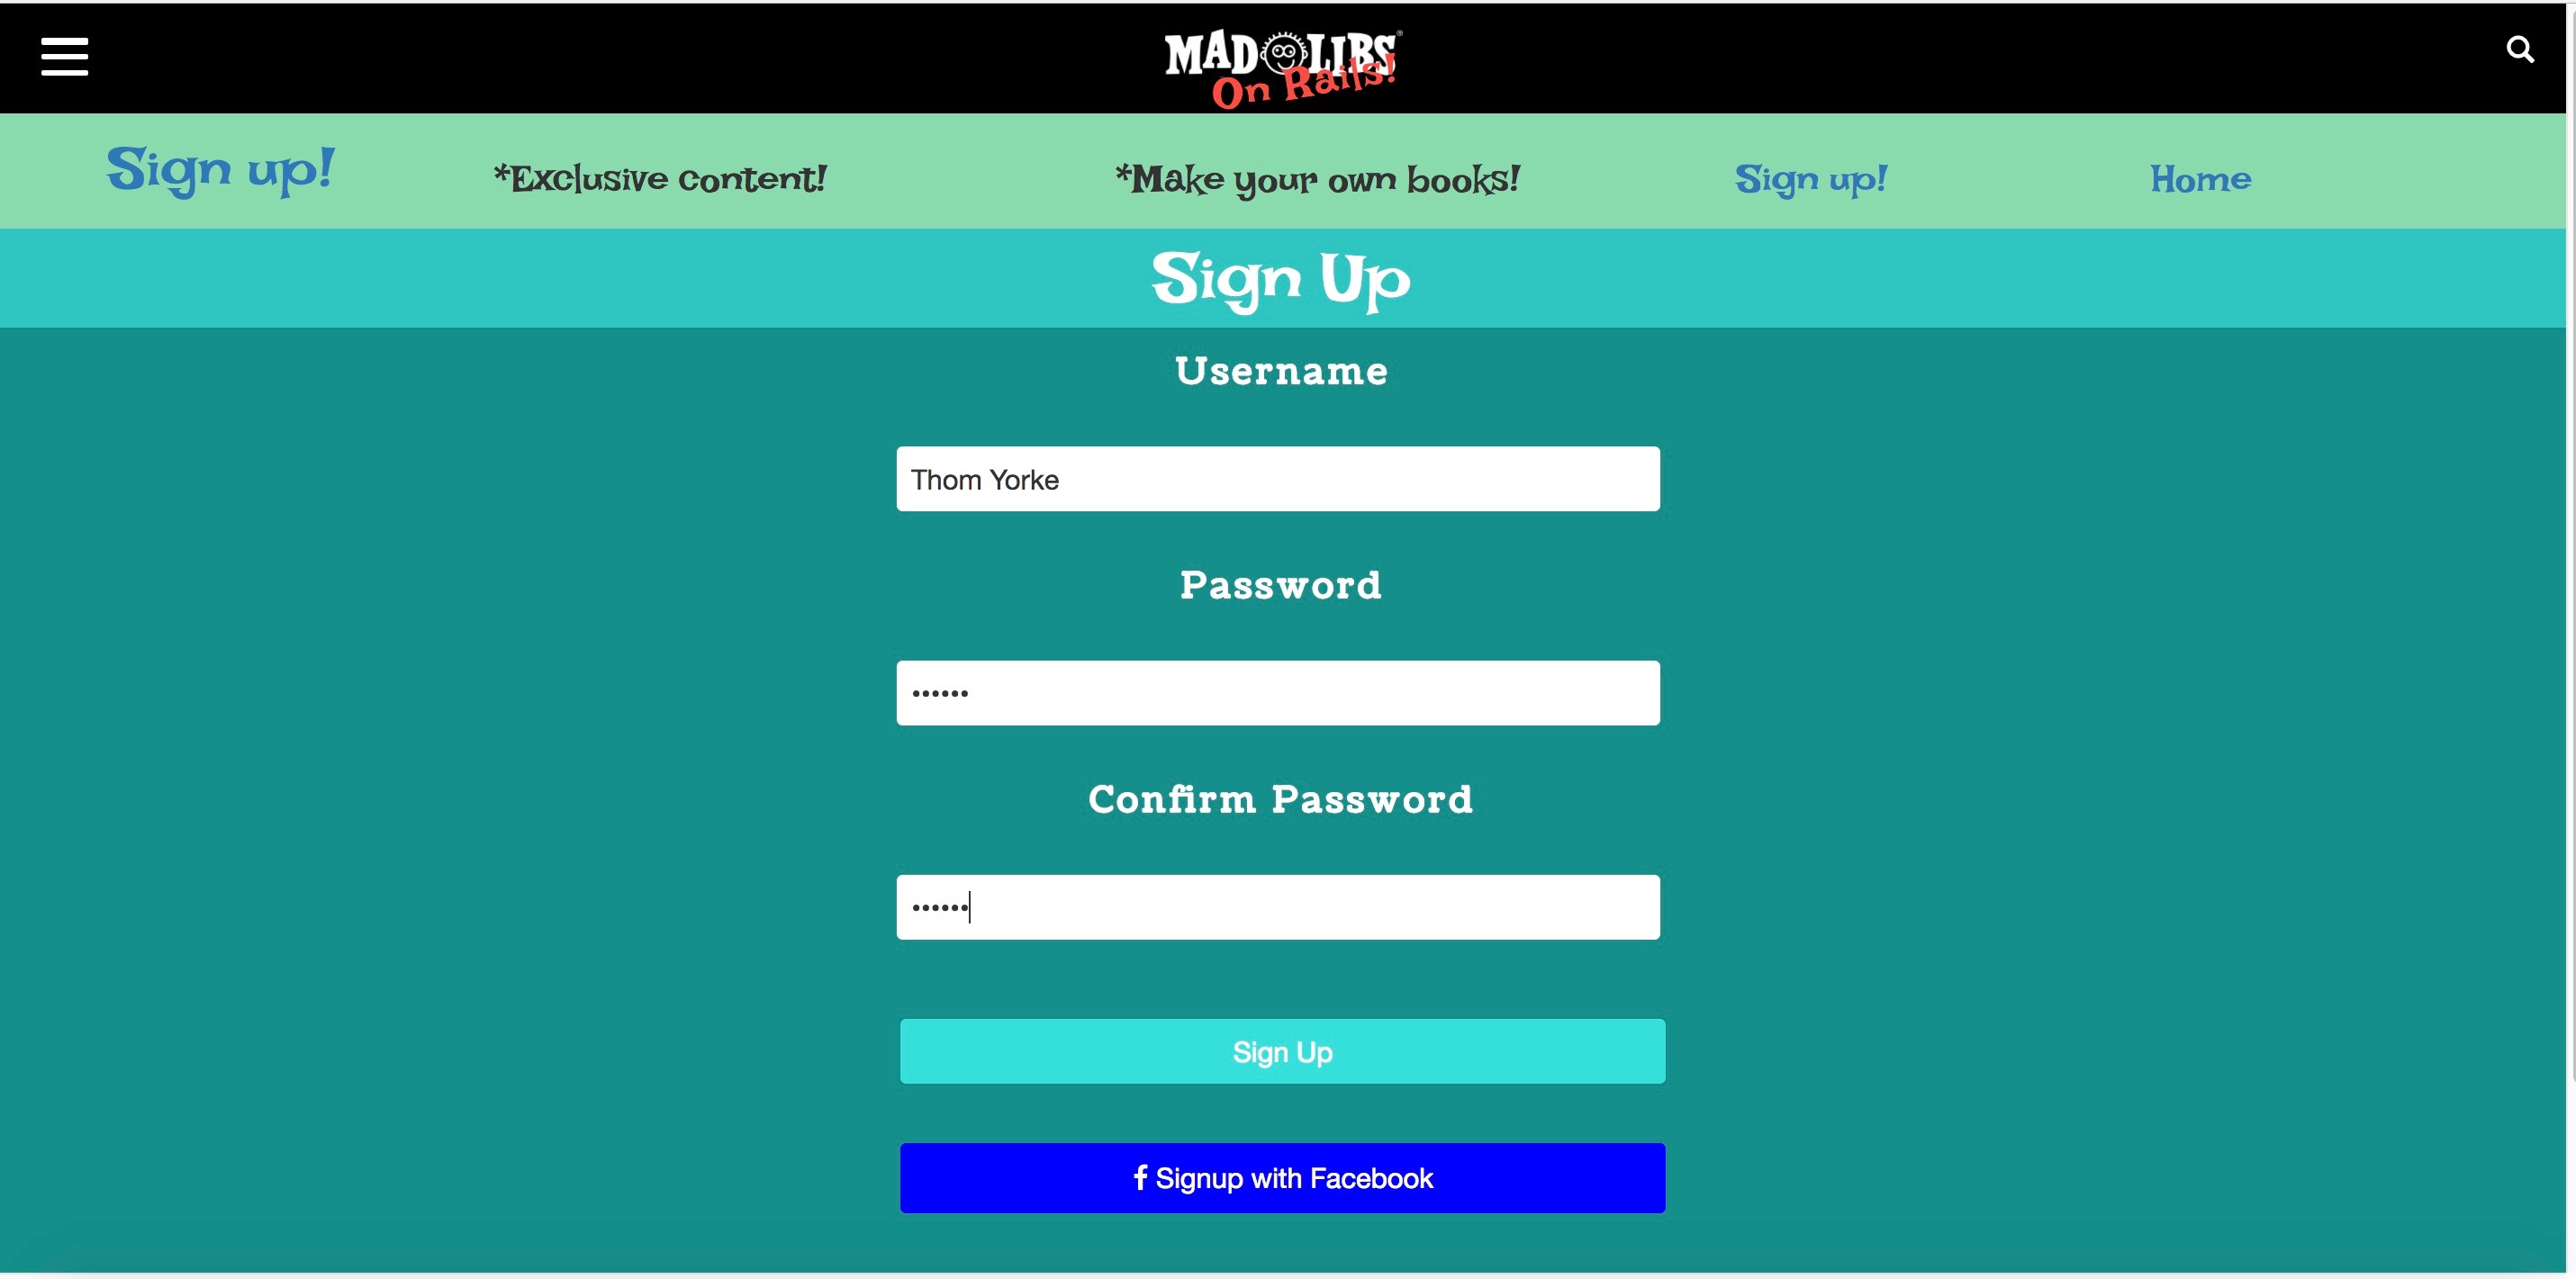 MAD LIBS®
On Rails!
Sign up! *Exclusive content! *Make your own books! Sign up! Home
Sign Up
Username
Thom Yorke
Password
••••••
Confirm Password
••••••
Sign Up
f Signup with Facebook